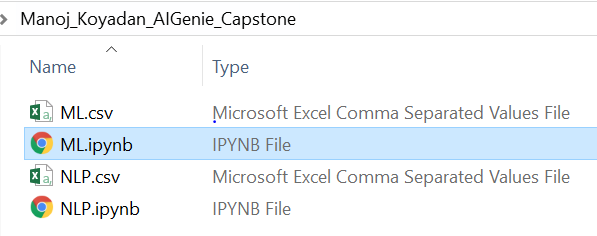 Manoj_Koyadan_AIGenie_Capstone
Name Type
ML.csv Microsoft Excel Comma Separated Values File
ML.ipynb IPYNB File
NLP.csv Microsoft Excel Comma Separated Values File
NLP.ipynb IPYNB File